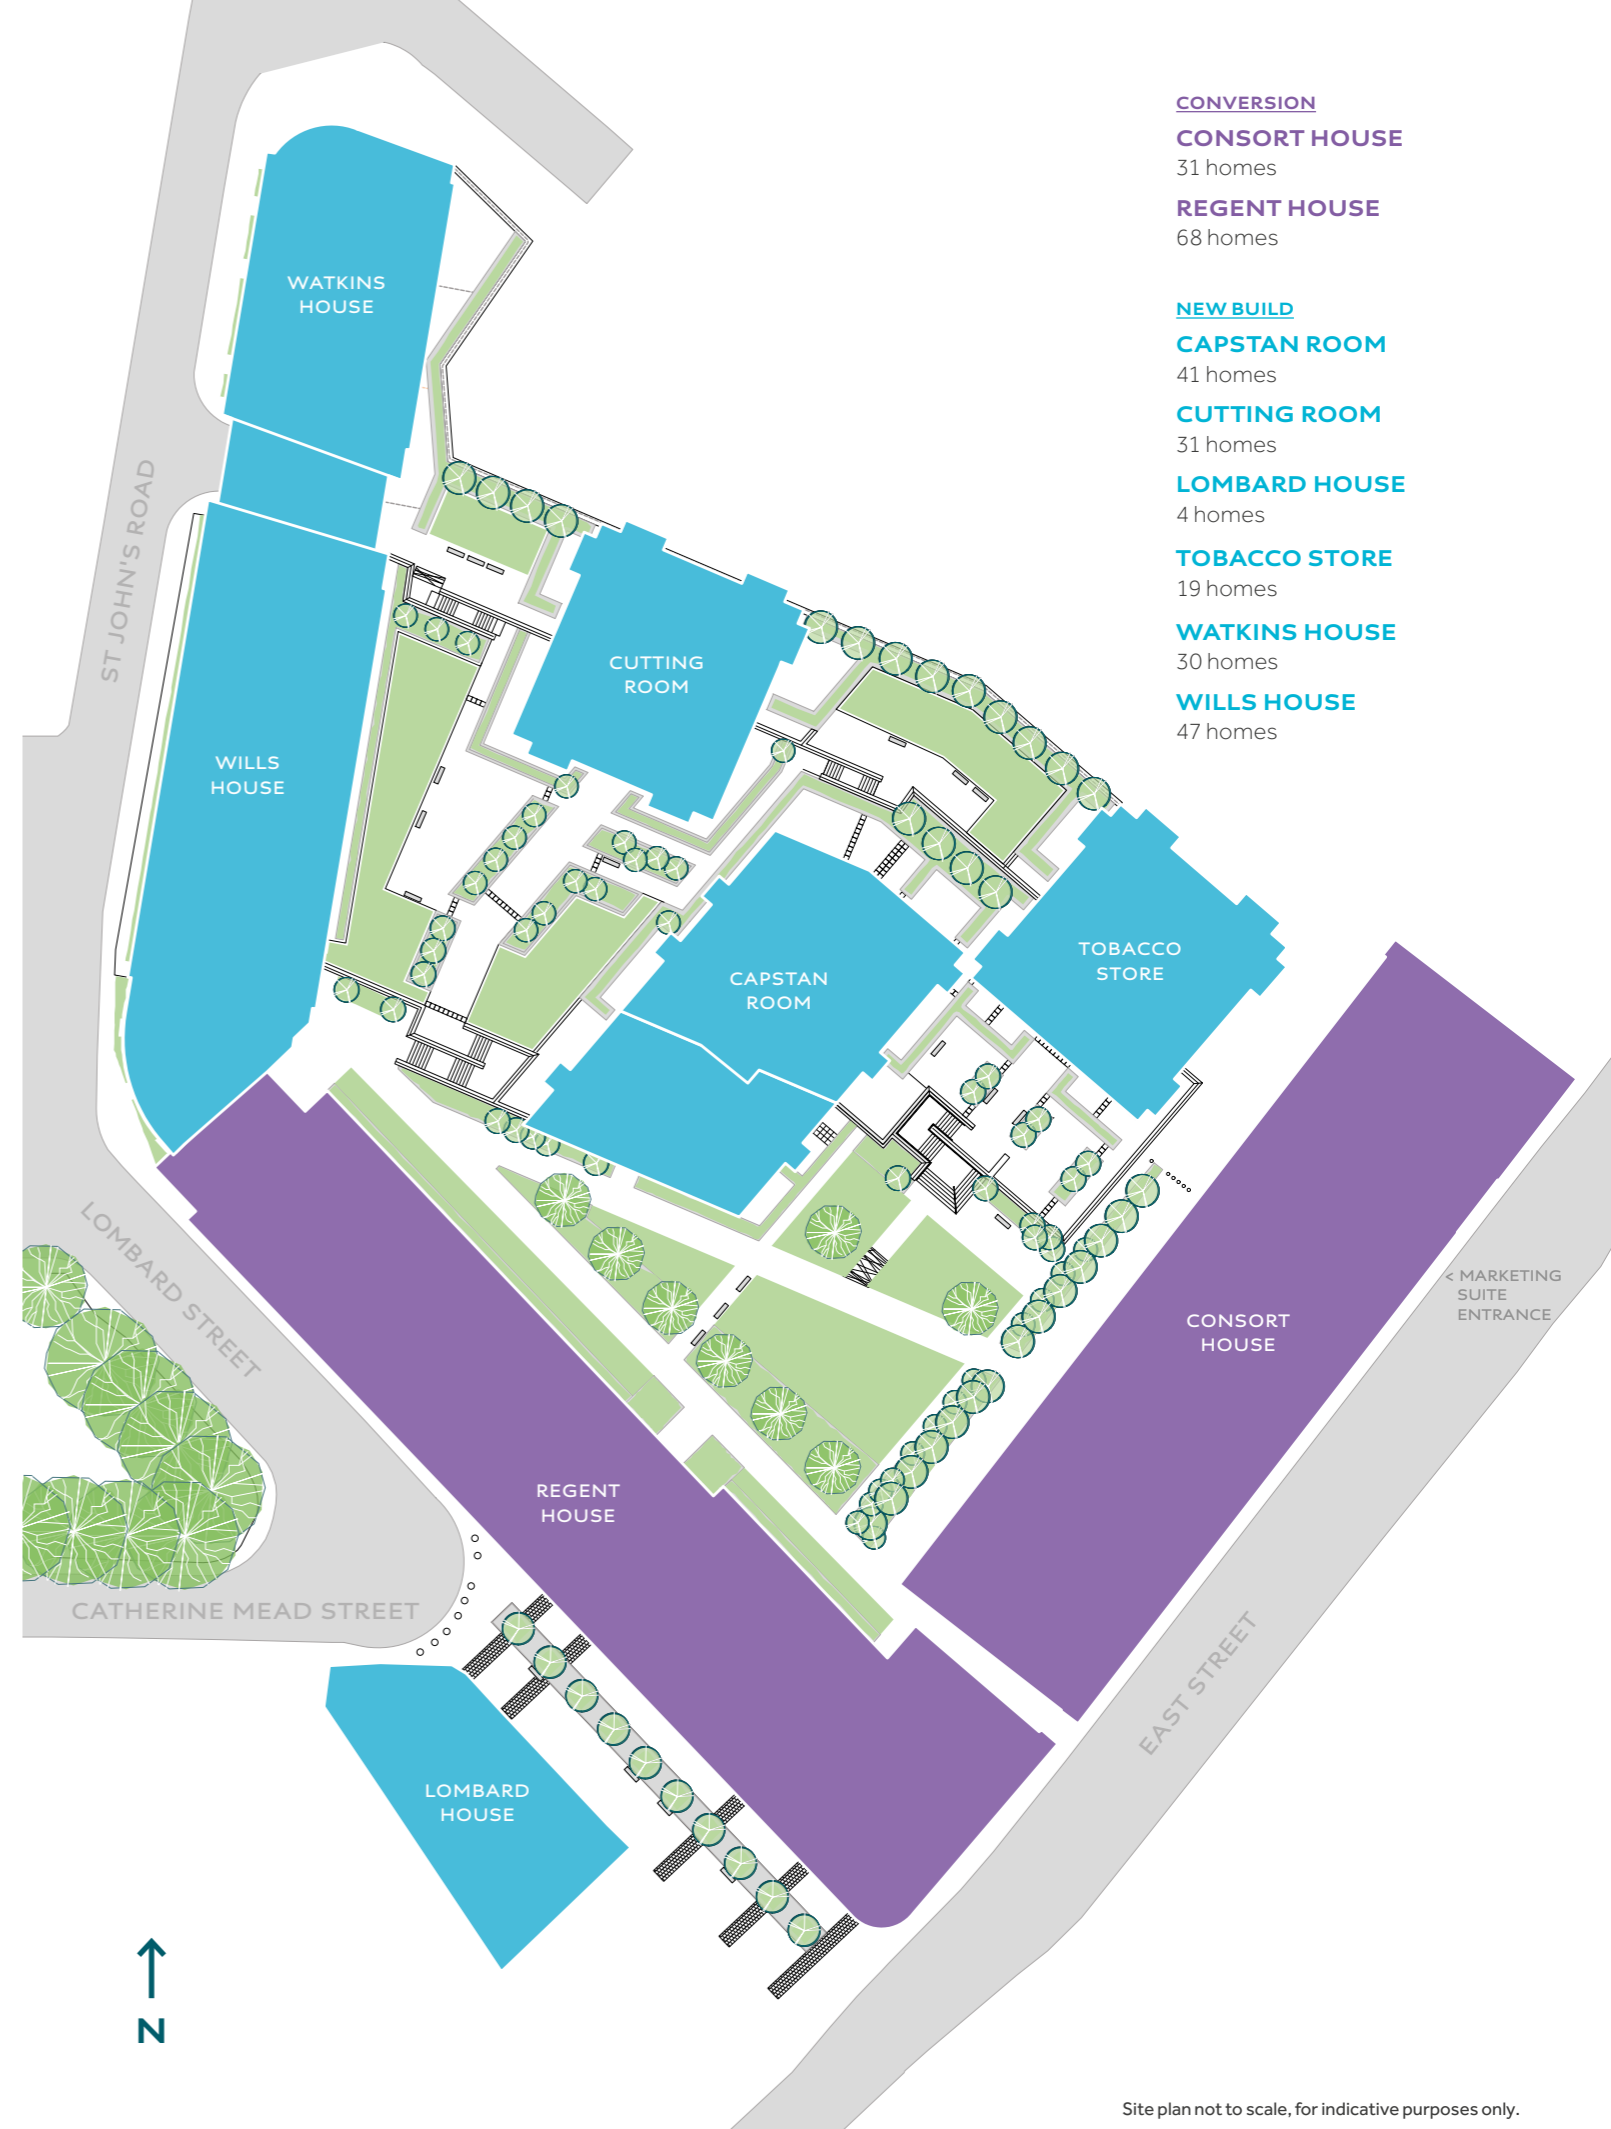 CONVERSION
CONSORT HOUSE
31 homes
REGENT HOUSE
68 homes
NEW BUILD
CAPSTAN ROOM
41 homes
CUTTING ROOM
31 homes
LOMBARD HOUSE
4 homes
TOBACCO STORE
19 homes
WATKINS HOUSE
30 homes
WILLS HOUSE
47 homes
WATKINS
HOUSE
ST JOHN'S ROAD
CUTTING
ROOM
WILLS
HOUSE
TOBACCO
STORE
CAPSTAN
ROOM
LOMBARD STREET
< MARKETING
SUITE
ENTRANCE
CONSORT
HOUSE
REGENT
HOUSE
CATHERINE MEAD STREET
EAST STREET
LOMBARD
HOUSE
N
Site plan not to scale, for indicative purposes only.